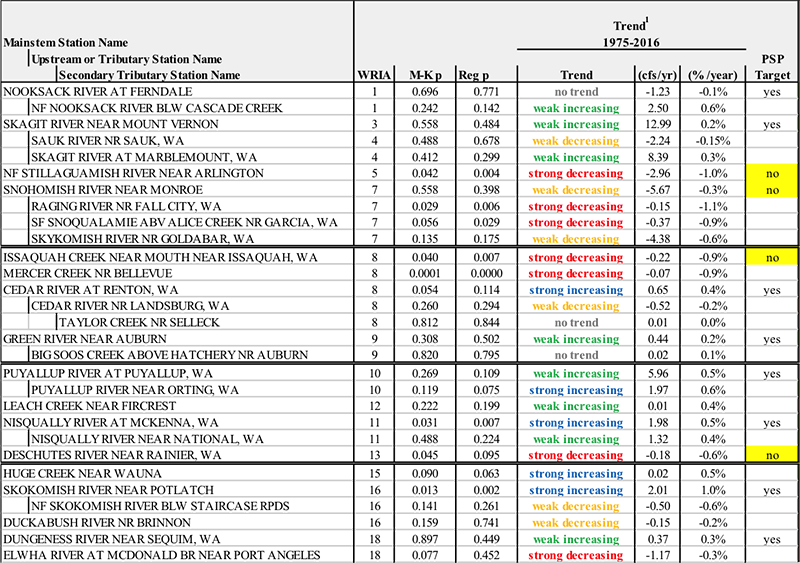 Trend1
1975-2016
Mainstem Station Name
Upstream or Tributary Station Name PSP
Secondary Tributary Station Name WRIA M-K p Reg p Trend (cfs/yr) (%/year) Target
NOOKSACK RIVER AT FERNDALE 1 0.696 0.771 no trend -1.23 -0.1% yes
NF NOOKSACK RIVER BLW CASCADE CREEK 1 0.242 0.142 weak increasing 2.50 0.6%
SKAGIT RIVER NEAR MOUNT VERNON 3 0.558 0.484 weak increasing 12.99 0.2% yes
SAUK RIVER NR SAUK, WA 4 0.488 0.678 weak decreasing -2.24 -0.15%
SKAGIT RIVER AT MARBLEMOUNT, WA 4 0.412 0.299 weak increasing 8.39 0.3%
NF STILLAGUAMISH RIVER NEAR ARLINGTON 5 0.042 0.004 strong decreasing -2.96 -1.0% no
SNOHOMISH RIVER NEAR MONROE 7 0.558 0.398 weak decreasing -5.67 -0.3% no
RAGING RIVER NR FALL CITY, WA 7 0.029 0.006 strong decreasing -0.15 -1.1%
SF SNOQUALAMIE ABV ALICE CREEK NR GARCIA, WA 7 0.056 0.029 strong decreasing -0.37 -0.9%
SKYKOMISH RIVER NR GOLDABAR, WA 7 0.135 0.175 weak decreasing -4.38 -0.6%
ISSAQUAH CREEK NEAR MOUTH NEAR ISSAQUAH, WA 8 0.040 0.007 strong decreasing -0.22 -0.9% no
MERCER CREEK NR BELLEVUE 8 0.0001 0.0000 strong decreasing -0.07 -0.9%
CEDAR RIVER AT RENTON, WA 8 0.054 0.114 strong increasing 0.65 0.4% yes
CEDAR RIVER NR LANDSBURG, WA 8 0.260 0.294 weak decreasing -0.52 -0.2%
TAYLOR CREEK NR SELLECK 8 0.812 0.844 no trend 0.01 0.0%
GREEN RIVER NEAR AUBURN 9 0.308 0.502 weak increasing 0.44 0.2% yes
BIG SOOS CREEK ABOVE HATCHERY NR AUBURN 9 0.820 0.795 no trend 0.02 0.1%
PUYALLUP RIVER AT PUYALLUP, WA 10 0.269 0.109 weak increasing 5.96 0.5% yes
PUYALLUP RIVER NEAR ORTING, WA 10 0.119 0.075 strong increasing 1.97 0.6%
LEACH CREEK NEAR FIRCREST 12 0.222 0.199 weak increasing 0.01 0.4%
NISQUALLY RIVER AT MCKENNA, WA 11 0.031 0.007 strong increasing 1.98 0.5% yes
NISQUALLY RIVER NEAR NATIONAL, WA 11 0.488 0.224 weak increasing 1.32 0.4%
DESCHUTES RIVER NEAR RAINIER, WA 13 0.045 0.095 strong decreasing -0.18 -0.6% no
HUGE CREEK NEAR WAUNA 15 0.090 0.063 strong increasing 0.02 0.5%
SKOKOMISH RIVER NEAR POTLATCH 16 0.013 0.002 strong increasing 2.01 1.0% yes
NF SKOKOMISH RIVER BLW STAIRCASE RPDS 16 0.141 0.261 weak decreasing -0.50 -0.6%
DUCKABUSH RIVER NR BRINNON 16 0.159 0.741 weak decreasing -0.15 -0.2%
DUNGENESS RIVER NEAR SEQUIM, WA 18 0.897 0.449 weak increasing 0.37 0.3% yes
ELWHA RIVER AT MCDONALD BR NEAR PORT ANGELES 18 0.077 0.452 strong decreasing -1.17 -0.3%